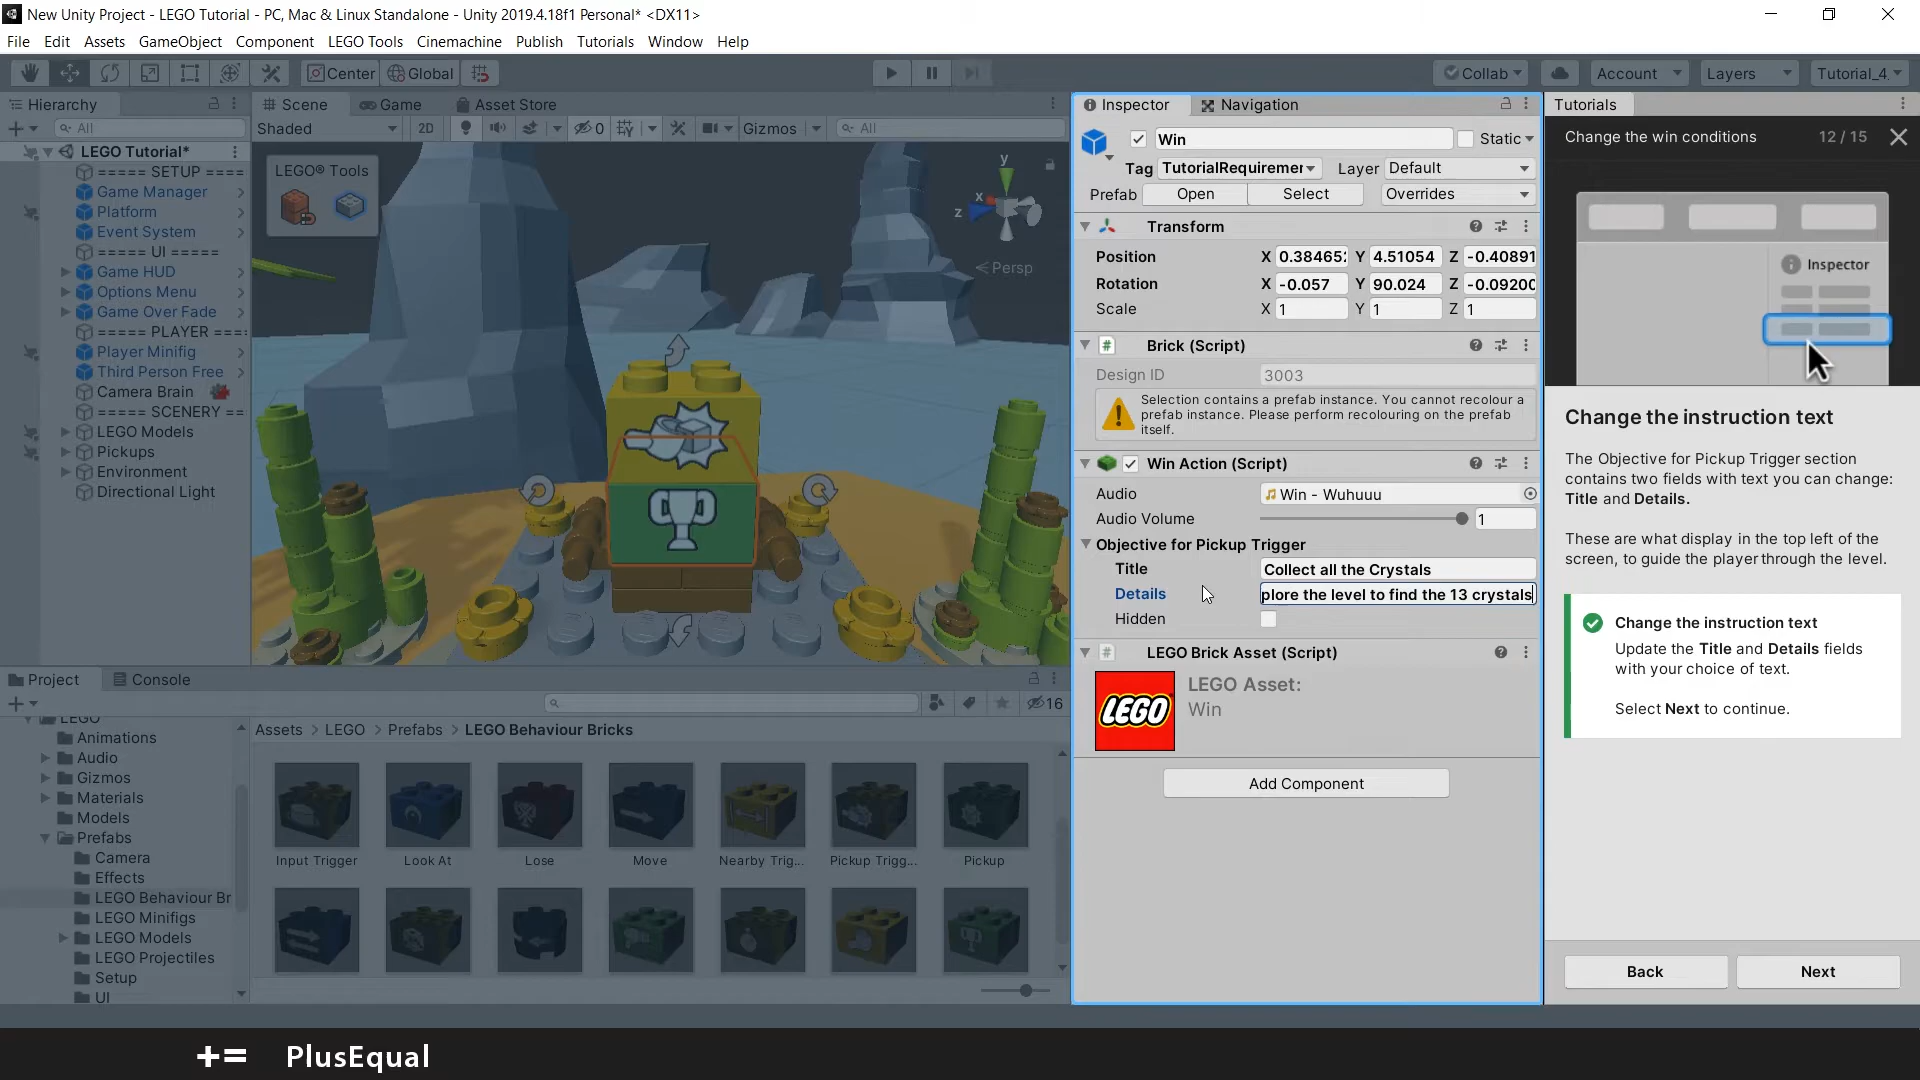 New Unity Project - LEGO Tutorial - PC, Mac & Linux Standalone - Unity 2019.4.18f1 Personal* <DX11>
File Edit Assets GameObject Component LEGO Tools Cinemachine Publish Tutorials Window Help
Center Global Collab Account Layers Tutorial_4
Hierarchy
All
LEGO Tutorial*
===== SETUP ====
Game Manager
Platform
Event System
===== UI =====
Game HUD
Options Menu
Game Over Fade
===== PLAYER ====
Player Minifig
Third Person Free
Camera Brain
===== SCENERY ==
LEGO Models
Pickups
Environment
Directional Light
Scene Game Asset Store
Shaded 2D 0 Gizmos All
LEGO® Tools
y
x
z
< Persp
Inspector Navigation
Win Static
Tag TutorialRequiremer Layer Default
Prefab Open Select Overrides
Transform
Position X 0.38465 Y 4.51054 Z -0.40891
Rotation X -0.057 Y 90.024 Z -0.0920
Scale X 1 Y 1 Z 1
# Brick (Script)
Design ID 3003
Selection contains a prefab instance. You cannot recolour a
prefab instance. Please perform recolouring on the prefab
itself.
Win Action (Script)
Audio Win - Wuhuuu
Audio Volume 1
Objective for Pickup Trigger
Title Collect all the Crystals
Details plore the level to find the 13 crystals
Hidden
# LEGO Brick Asset (Script)
LEGO
LEGO Asset:
Win
Add Component
Tutorials
Change the win conditions 12 / 15
Inspector
Change the instruction text
The Objective for Pickup Trigger section
contains two fields with text you can change:
Title and Details.
These are what display in the top left of the
screen, to guide the player through the level.
Change the instruction text
Update the Title and Details fields
with your choice of text.
Select Next to continue.
Back Next
Project Console
16
LEGO
Animations
Audio
Gizmos
Materials
Models
Prefabs
Camera
Effects
LEGO Behaviour Br
LEGO Minifigs
LEGO Models
LEGO Projectiles
Setup
UI
Assets > LEGO > Prefabs > LEGO Behaviour Bricks
Input Trigger Look At Lose Move Nearby Trig... Pickup Trigg... Pickup
+= PlusEqual